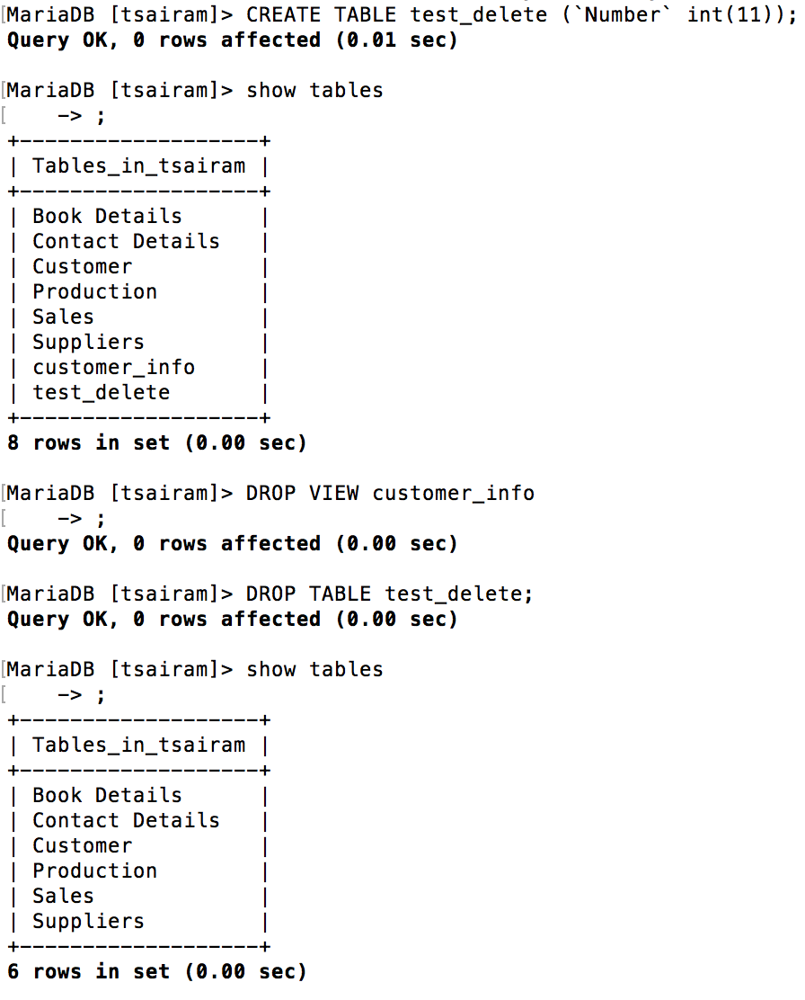 [MariaDB [tsairam]> CREATE TABLE test_delete (`Number` int(11));
Query OK, 0 rows affected (0.01 sec)
[MariaDB [tsairam]> show tables
[    -> ;
+-------------------+
| Tables_in_tsairam |
+-------------------+
| Book Details      |
| Contact Details   |
| Customer          |
| Production        |
| Sales             |
| Suppliers         |
| customer_info     |
| test_delete       |
+-------------------+
8 rows in set (0.00 sec)
[MariaDB [tsairam]> DROP VIEW customer_info
[    -> ;
Query OK, 0 rows affected (0.00 sec)
[MariaDB [tsairam]> DROP TABLE test_delete;
Query OK, 0 rows affected (0.00 sec)
[MariaDB [tsairam]> show tables
[    -> ;
+-------------------+
| Tables_in_tsairam |
+-------------------+
| Book Details      |
| Contact Details   |
| Customer          |
| Production        |
| Sales             |
| Suppliers         |
+-------------------+
6 rows in set (0.00 sec)